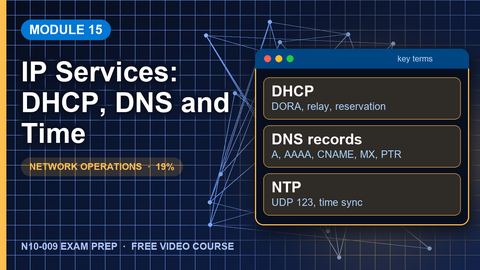 MODULE 15
IP Services:
DHCP, DNS and
Time
NETWORK OPERATIONS · 19%
N10-009 EXAM PREP · FREE VIDEO COURSE
key terms
DHCP
DORA, relay, reservation
DNS records
A, AAAA, CNAME, MX, PTR
NTP
UDP 123, time sync